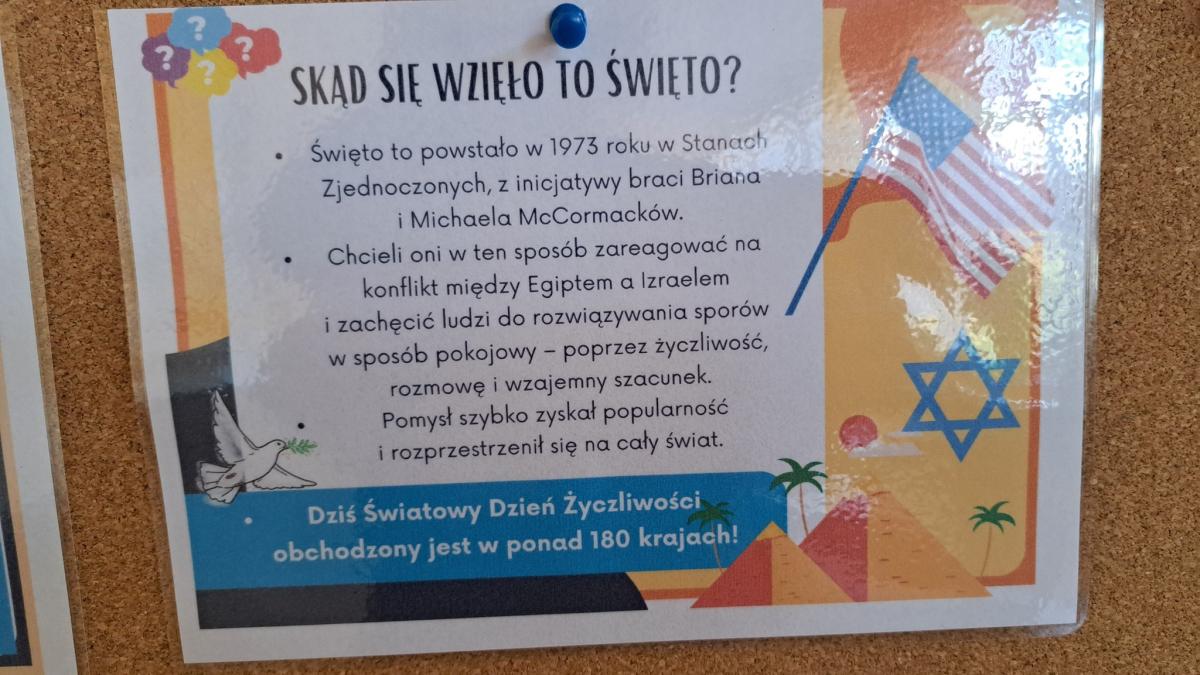 ? ? ? ?
SKĄD SIĘ WZIĘŁO TO ŚWIĘTO?
• Święto to powstało w 1973 roku w Stanach
Zjednoczonych, z inicjatywy braci Briana
i Michaela McCormacków.
• Chcieli oni w ten sposób zareagować na
konflikt między Egiptem a Izraelem
i zachęcić ludzi do rozwiązywania sporów
w sposób pokojowy – poprzez życzliwość,
rozmowę i wzajemny szacunek.
• Pomysł szybko zyskał popularność
i rozprzestrzenił się na cały świat.
• Dziś Światowy Dzień Życzliwości
obchodzony jest w ponad 180 krajach!